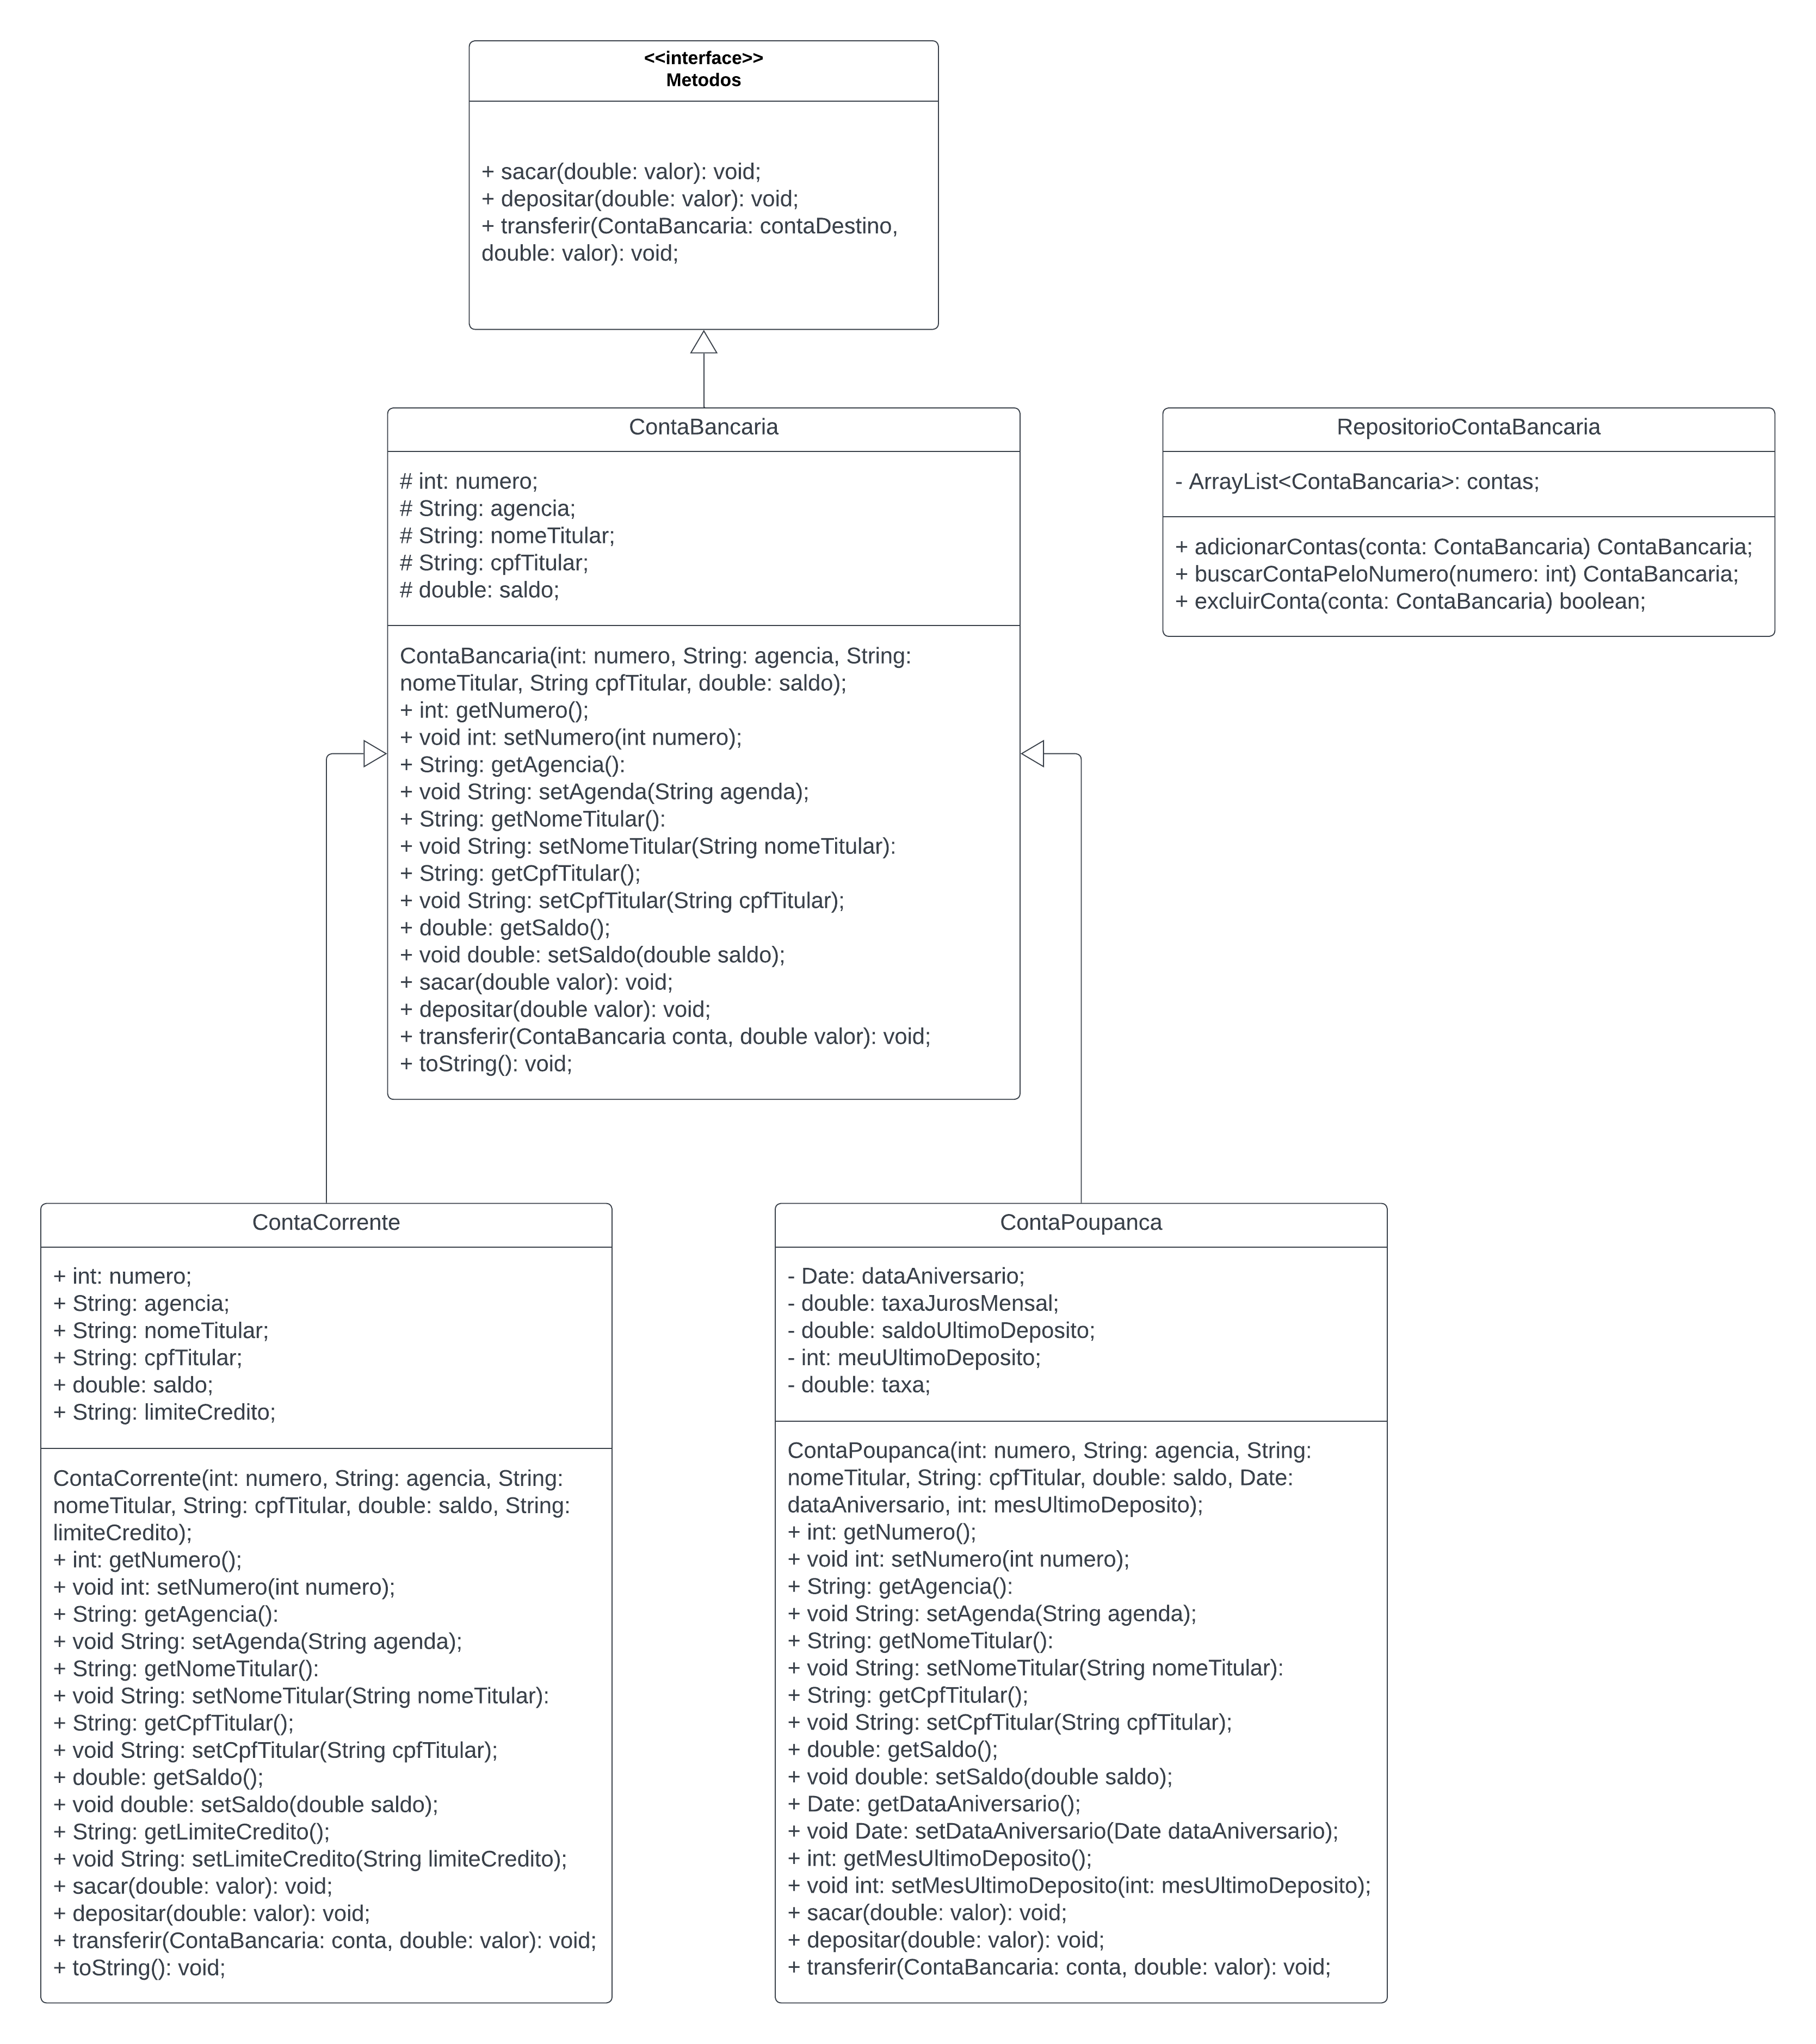 <<interface>>
Metodos
+ sacar(double: valor): void;
+ depositar(double: valor): void;
+ transferir(ContaBancaria: contaDestino,
double: valor): void;
ContaBancaria
# int: numero;
# String: agencia;
# String: nomeTitular;
# String: cpfTitular;
# double: saldo;
ContaBancaria(int: numero, String: agencia, String:
nomeTitular, String cpfTitular, double: saldo);
+ int: getNumero();
+ void int: setNumero(int numero);
+ String: getAgencia():
+ void String: setAgenda(String agenda);
+ String: getNomeTitular():
+ void String: setNomeTitular(String nomeTitular):
+ String: getCpfTitular();
+ void String: setCpfTitular(String cpfTitular);
+ double: getSaldo();
+ void double: setSaldo(double saldo);
+ sacar(double valor): void;
+ depositar(double valor): void;
+ transferir(ContaBancaria conta, double valor): void;
+ toString(): void;
RepositorioContaBancaria
- ArrayList<ContaBancaria>: contas;
+ adicionarContas(conta: ContaBancaria) ContaBancaria;
+ buscarContaPeloNumero(numero: int) ContaBancaria;
+ excluirConta(conta: ContaBancaria) boolean;
ContaCorrente
+ int: numero;
+ String: agencia;
+ String: nomeTitular;
+ String: cpfTitular;
+ double: saldo;
+ String: limiteCredito;
ContaCorrente(int: numero, String: agencia, String:
nomeTitular, String: cpfTitular, double: saldo, String:
limiteCredito);
+ int: getNumero();
+ void int: setNumero(int numero);
+ String: getAgencia():
+ void String: setAgenda(String agenda);
+ String: getNomeTitular():
+ void String: setNomeTitular(String nomeTitular):
+ String: getCpfTitular();
+ void String: setCpfTitular(String cpfTitular);
+ double: getSaldo();
+ void double: setSaldo(double saldo);
+ String: getLimiteCredito();
+ void String: setLimiteCredito(String limiteCredito);
+ sacar(double: valor): void;
+ depositar(double: valor): void;
+ transferir(ContaBancaria: conta, double: valor): void;
+ toString(): void;
ContaPoupanca
- Date: dataAniversario;
- double: taxaJurosMensal;
- double: saldoUltimoDeposito;
- int: meuUltimoDeposito;
- double: taxa;
ContaPoupanca(int: numero, String: agencia, String:
nomeTitular, String: cpfTitular, double: saldo, Date:
dataAniversario, int: mesUltimoDeposito);
+ int: getNumero();
+ void int: setNumero(int numero);
+ String: getAgencia():
+ void String: setAgenda(String agenda);
+ String: getNomeTitular():
+ void String: setNomeTitular(String nomeTitular):
+ String: getCpfTitular();
+ void String: setCpfTitular(String cpfTitular);
+ double: getSaldo();
+ void double: setSaldo(double saldo);
+ Date: getDataAniversario();
+ void Date: setDataAniversario(Date dataAniversario);
+ int: getMesUltimoDeposito();
+ void int: setMesUltimoDeposito(int: mesUltimoDeposito);
+ sacar(double: valor): void;
+ depositar(double: valor): void;
+ transferir(ContaBancaria: conta, double: valor): void;